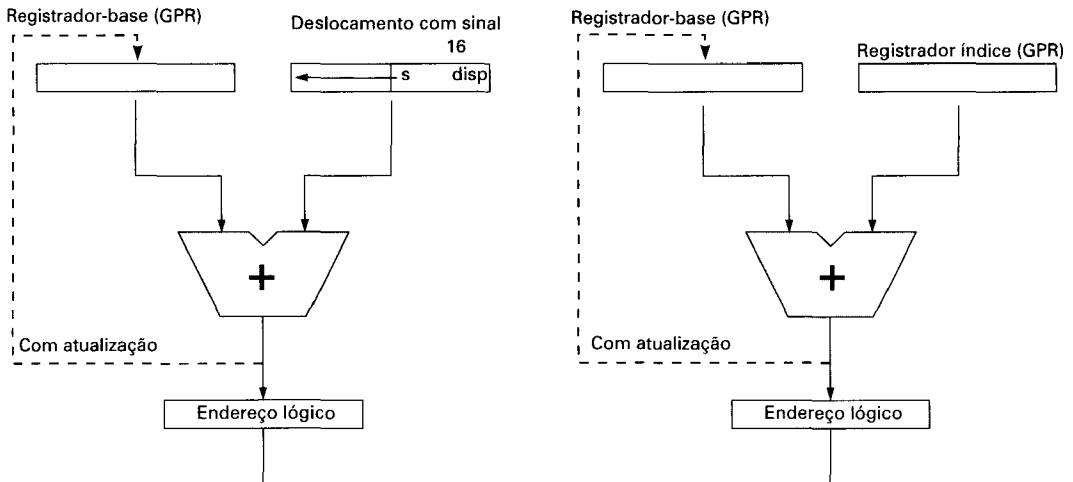 Registrador-base (GPR)
Deslocamento com sinal
16
s disp
+
Com atualização
Endereço lógico
Registrador-base (GPR)
Registrador índice (GPR)
+
Com atualização
Endereço lógico